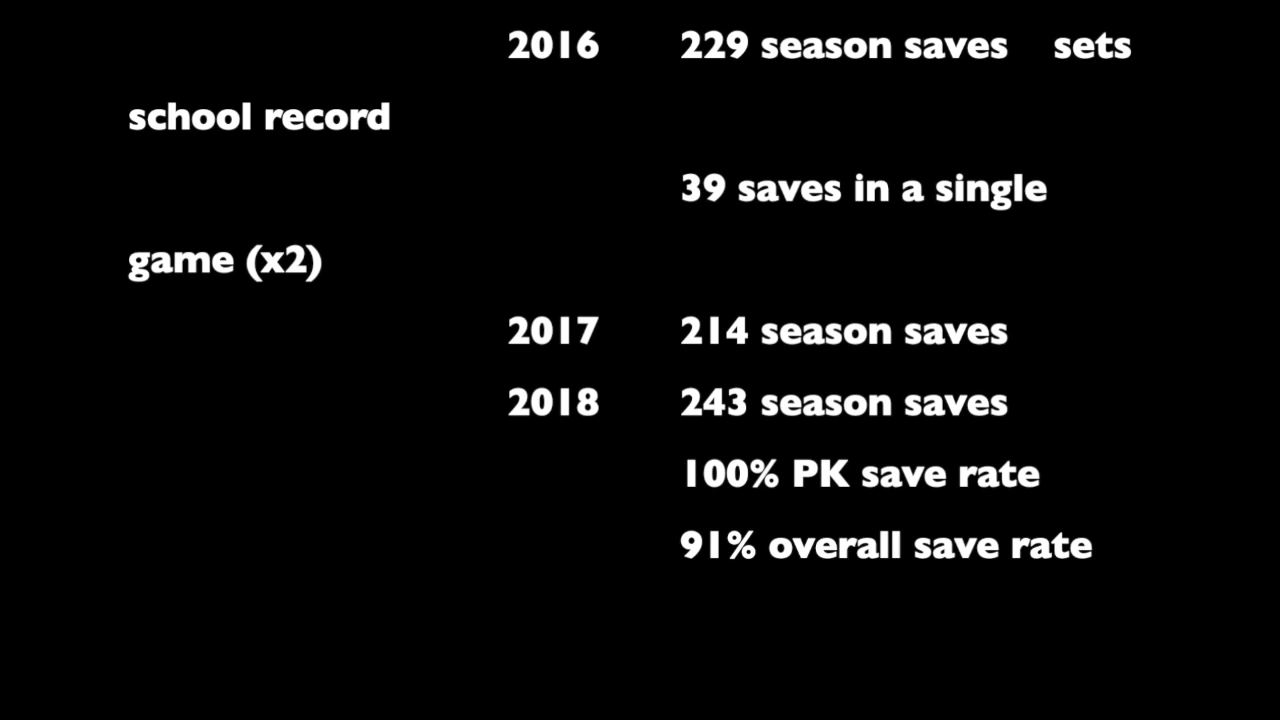 2016 229 season saves sets
school record
39 saves in a single
game (x2)
2017 214 season saves
2018 243 season saves
100% PK save rate
91% overall save rate